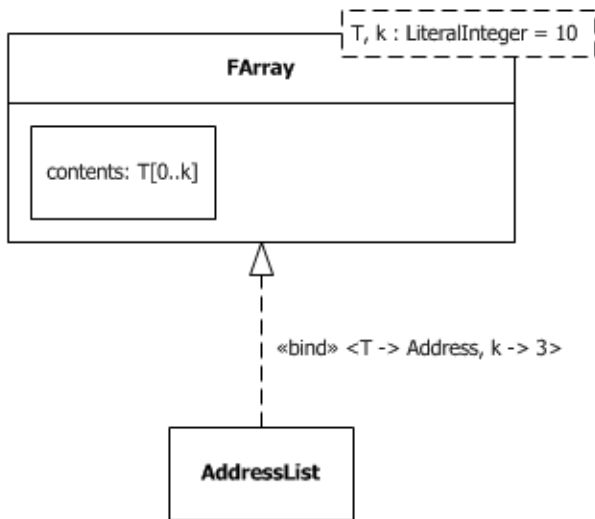 T, k : LiteralInteger = 10
FArray
contents: T[0..k]
«bind» <T -> Address, k -> 3>
AddressList